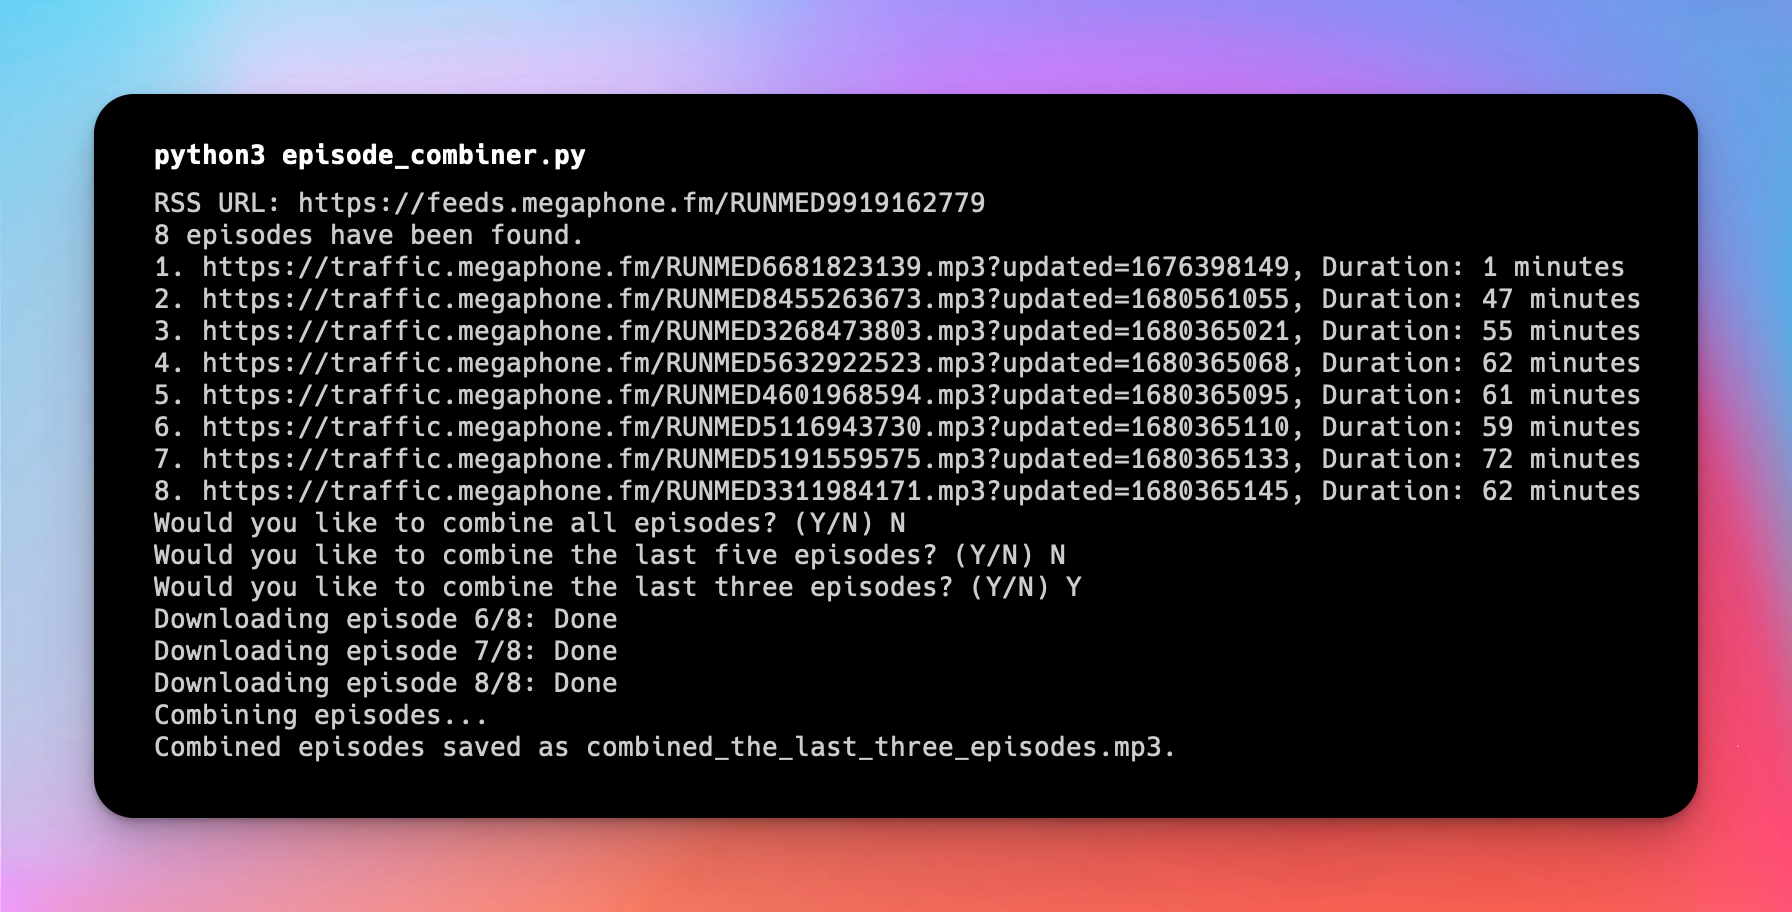 python3 episode_combiner.py
RSS URL: https://feeds.megaphone.fm/RUNMED9919162779
8 episodes have been found.
1. https://traffic.megaphone.fm/RUNMED6681823139.mp3?updated=1676398149, Duration: 1 minutes
2. https://traffic.megaphone.fm/RUNMED8455263673.mp3?updated=1680561055, Duration: 47 minutes
3. https://traffic.megaphone.fm/RUNMED3268473803.mp3?updated=1680365021, Duration: 55 minutes
4. https://traffic.megaphone.fm/RUNMED5632922523.mp3?updated=1680365068, Duration: 62 minutes
5. https://traffic.megaphone.fm/RUNMED4601968594.mp3?updated=1680365095, Duration: 61 minutes
6. https://traffic.megaphone.fm/RUNMED5116943730.mp3?updated=1680365110, Duration: 59 minutes
7. https://traffic.megaphone.fm/RUNMED5191559575.mp3?updated=1680365133, Duration: 72 minutes
8. https://traffic.megaphone.fm/RUNMED3311984171.mp3?updated=1680365145, Duration: 62 minutes
Would you like to combine all episodes? (Y/N) N
Would you like to combine the last five episodes? (Y/N) N
Would you like to combine the last three episodes? (Y/N) Y
Downloading episode 6/8: Done
Downloading episode 7/8: Done
Downloading episode 8/8: Done
Combining episodes...
Combined episodes saved as combined_the_last_three_episodes.mp3.